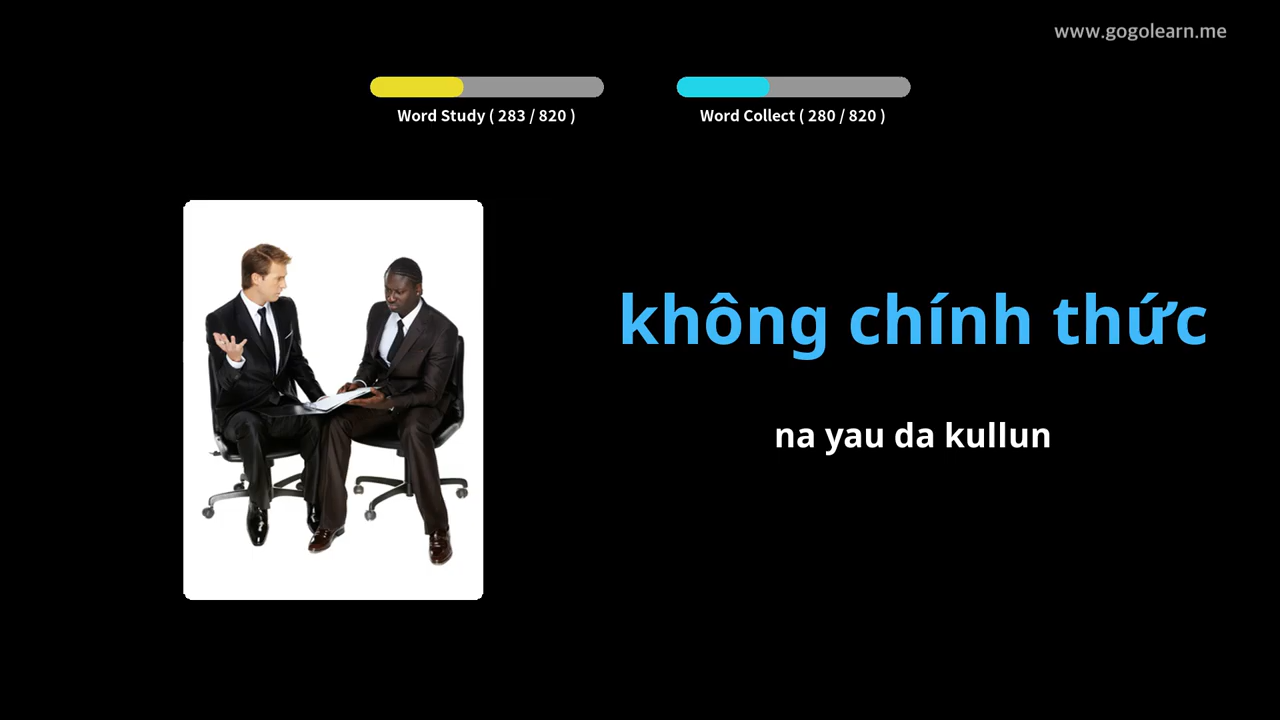 www.gogolearn.me
Word Study ( 283 / 820 )
Word Collect ( 280 / 820 )
không chính thức
na yau da kullun